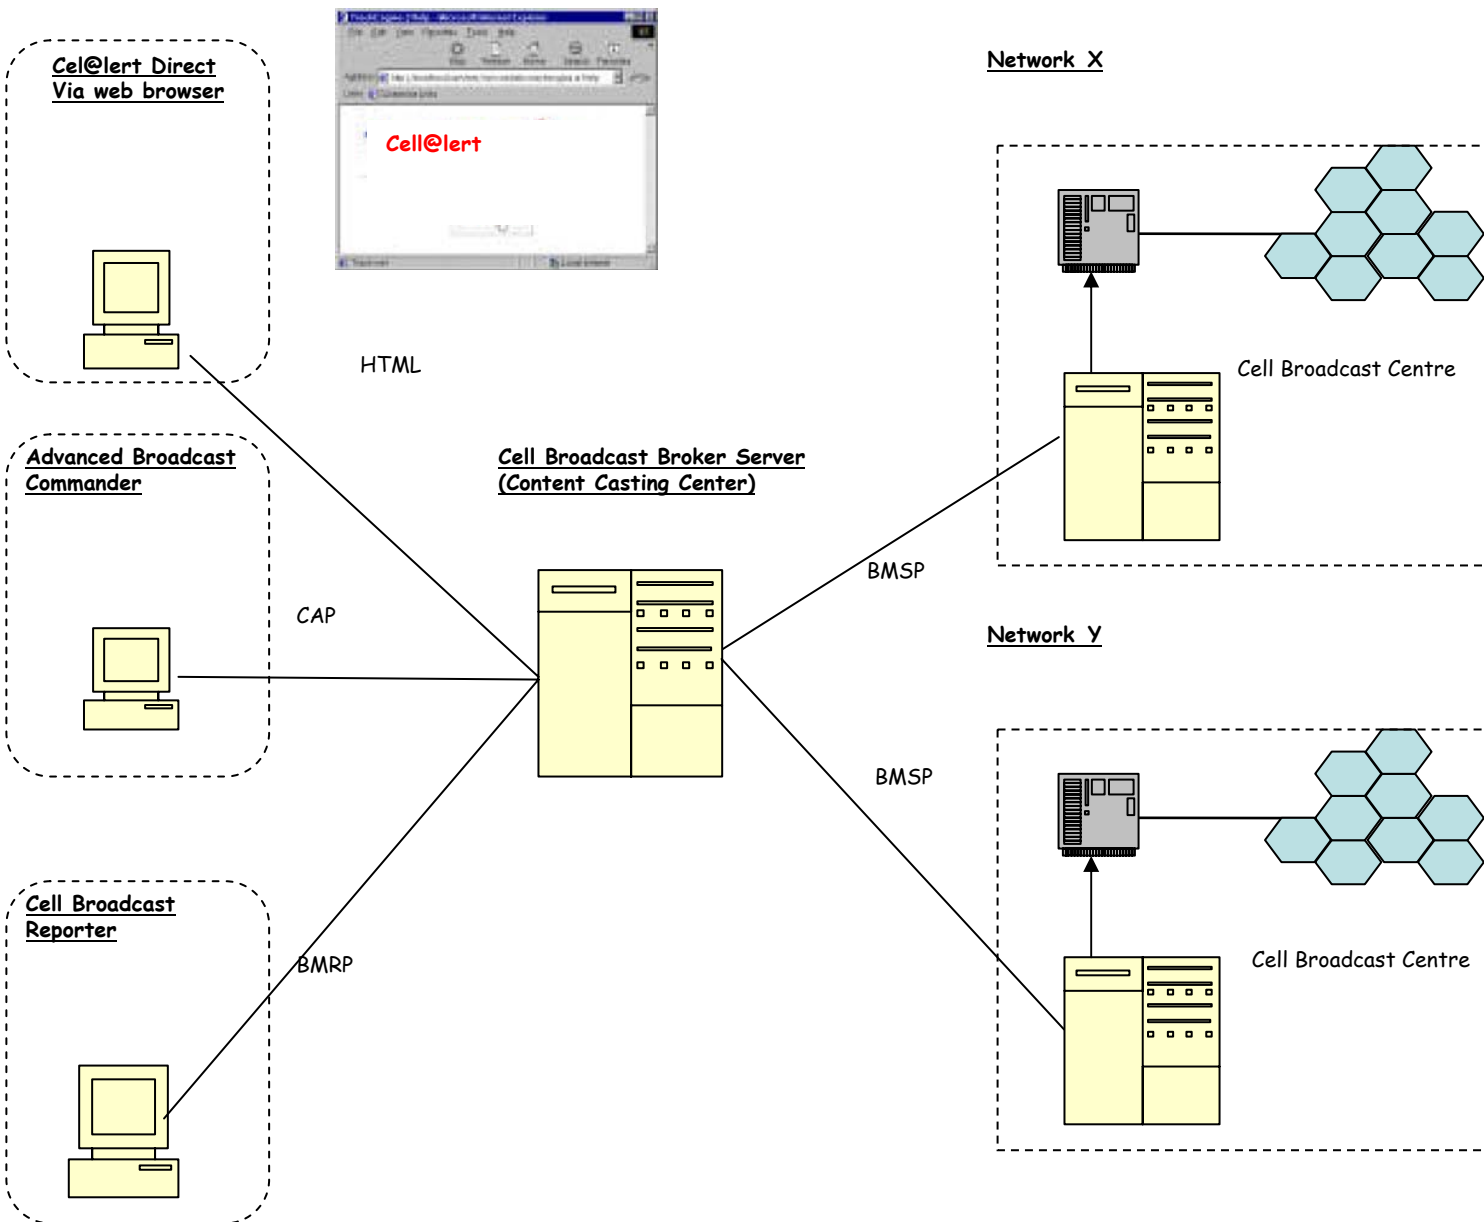 Cel@lert Direct
Via web browser
Cell@lert
Network X
HTML
Cell Broadcast Centre
Advanced Broadcast
Commander
Cell Broadcast Broker Server
(Content Casting Center)
BMSP
CAP
Network Y
BMSP
Cell Broadcast
Reporter
BMRP
Cell Broadcast Centre